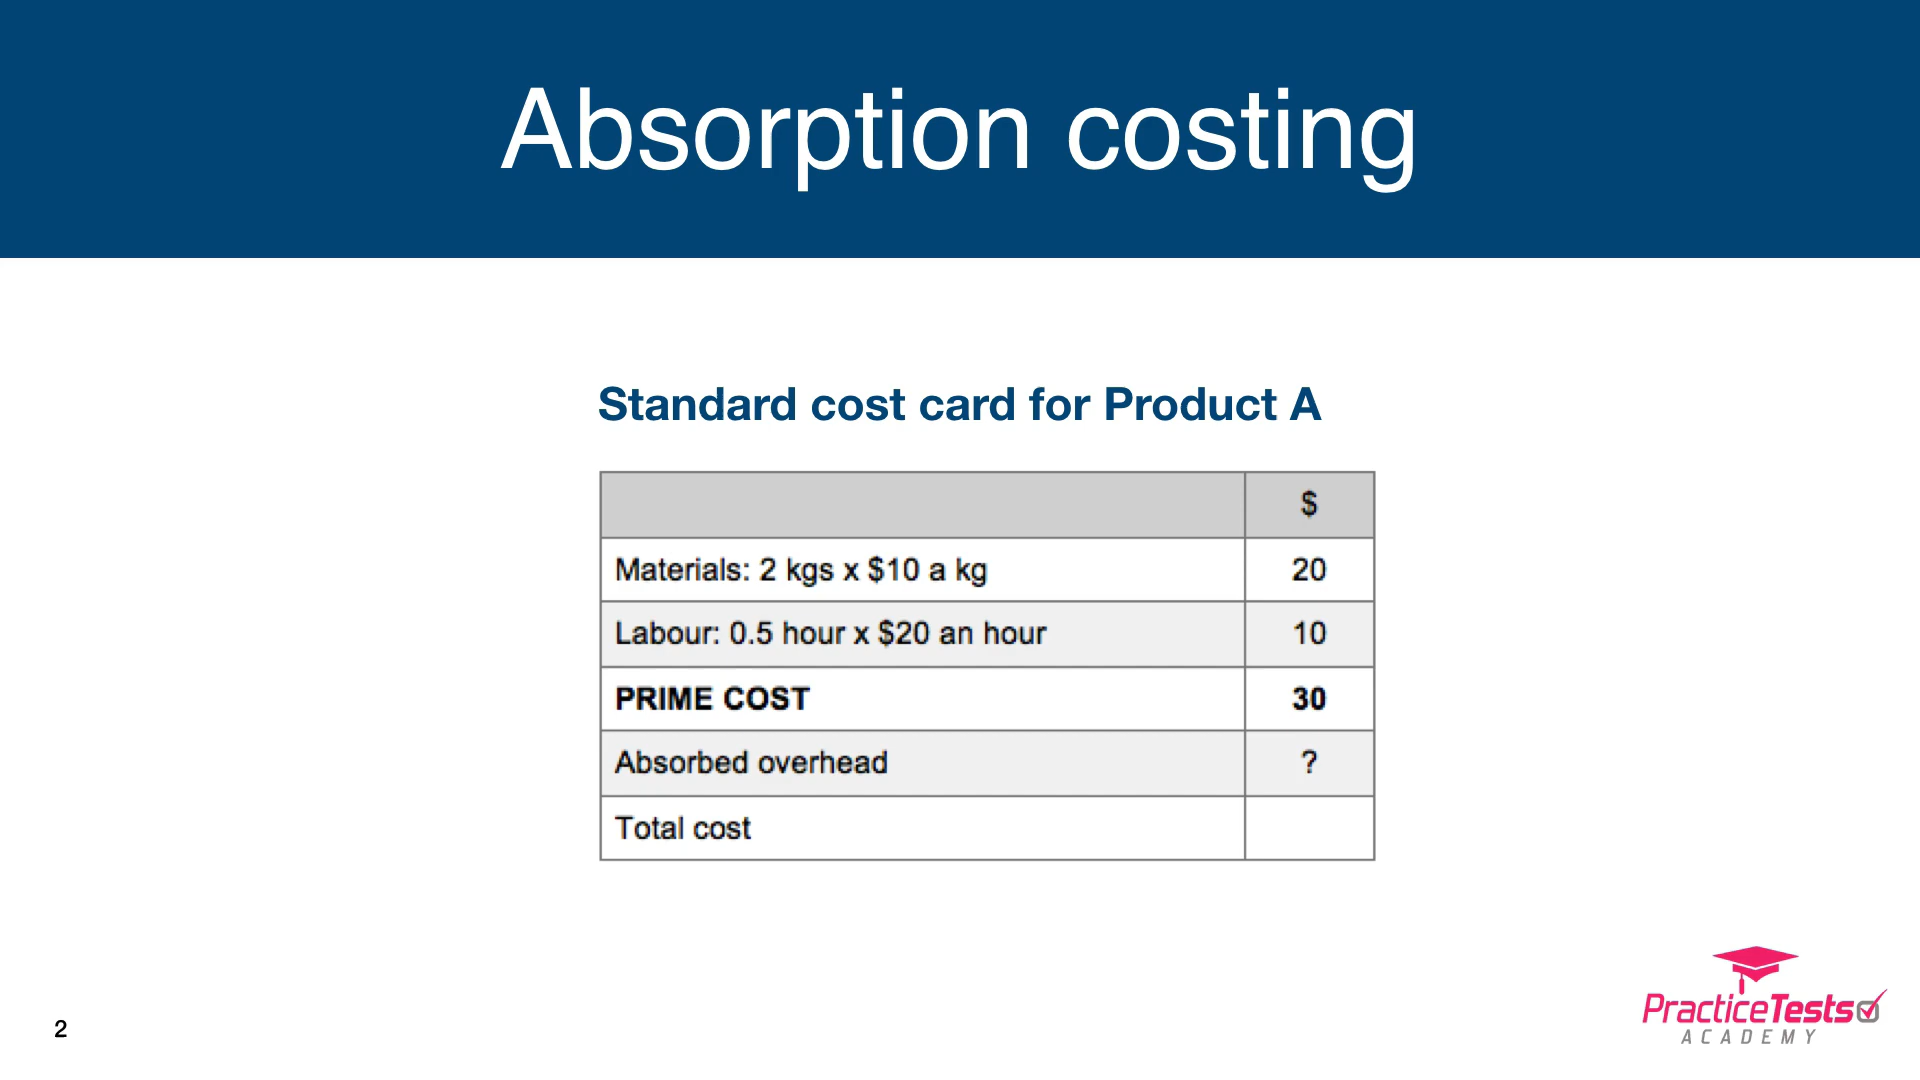 Absorption costing
Standard cost card for Product A
$
Materials: 2 kgs x $10 a kg 20
Labour: 0.5 hour x $20 an hour 10
PRIME COST 30
Absorbed overhead ?
Total cost
2
PracticeTests
ACADEMY